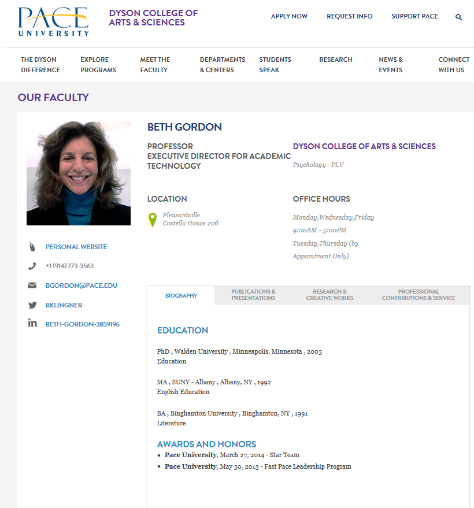 PACE
UNIVERSITY
DYSON COLLEGE OF
ARTS & SCIENCES
APPLY NOW
REQUEST INFO
SUPPORT PACE
THE DYSON
DIFFERENCE
EXPLORE
PROGRAMS
MEET THE
FACULTY
DEPARTMENTS
& CENTERS
STUDENTS
SPEAK
RESEARCH
NEWS &
EVENTS
CONNECT
WITH US
OUR FACULTY
BETH GORDON
PROFESSOR
EXECUTIVE DIRECTOR FOR ACADEMIC
TECHNOLOGY
DYSON COLLEGE OF ARTS & SCIENCES
Psychology - PLV
LOCATION
Pleasantville
Costello House 206
OFFICE HOURS
Monday,Wednesday,Friday
9:00AM - 5:00PM
Tuesday,Thursday (by
Appointment Only)
PERSONAL WEBSITE
+1 (914) 773-3563
BGORDON@PACE.EDU
BKLINGNER
BETH-GORDON-3859196
BIOGRAPHY
PUBLICATIONS &
PRESENTATIONS
RESEARCH &
CREATIVE WORKS
PROFESSIONAL
CONTRIBUTIONS & SERVICE
EDUCATION
PhD , Walden University , Minneapolis, Minnesota , 2003
Education
MA , SUNY - Albany , Albany, NY , 1992
English Education
BA , Binghamton University , Binghamton, NY , 1991
Literature
AWARDS AND HONORS
• Pace University, March 27, 2014 - Star Team
• Pace University, May 30, 2013 - Fast Pace Leadership Program